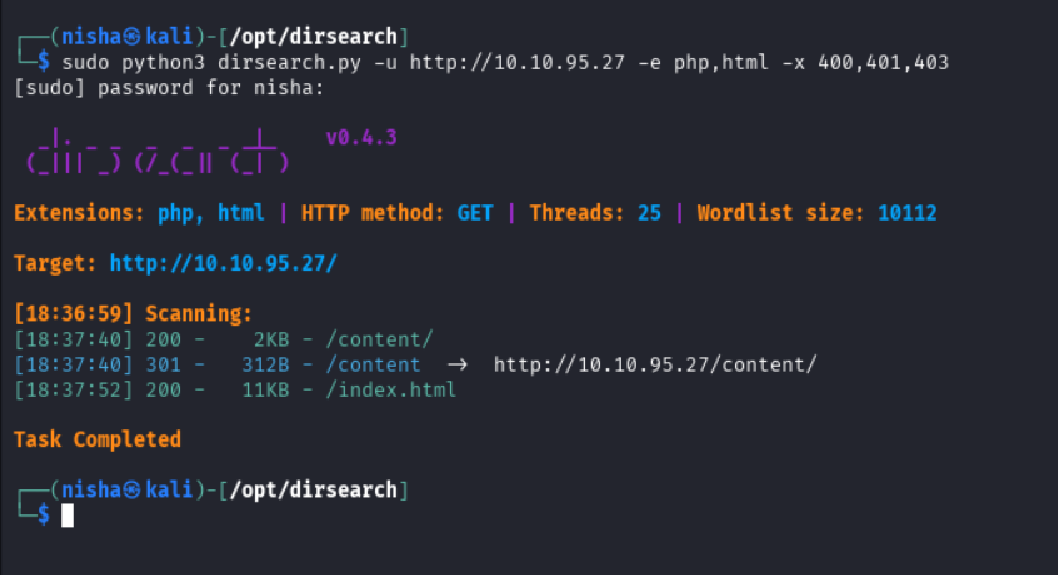 ┌──(nisha㉿kali)-[/opt/dirsearch]
└─$ sudo python3 dirsearch.py -u http://10.10.95.27 -e php,html -x 400,401,403
[sudo] password for nisha:
  _|. _ _  _  _  _ _|_    v0.4.3
 (_||| _) (/_(_|| (_| )
Extensions: php, html | HTTP method: GET | Threads: 25 | Wordlist size: 10112
Target: http://10.10.95.27/
[18:36:59] Scanning:
[18:37:40] 200 -    2KB - /content/
[18:37:40] 301 -   312B - /content  →  http://10.10.95.27/content/
[18:37:52] 200 -   11KB - /index.html
Task Completed
┌──(nisha㉿kali)-[/opt/dirsearch]
└─$